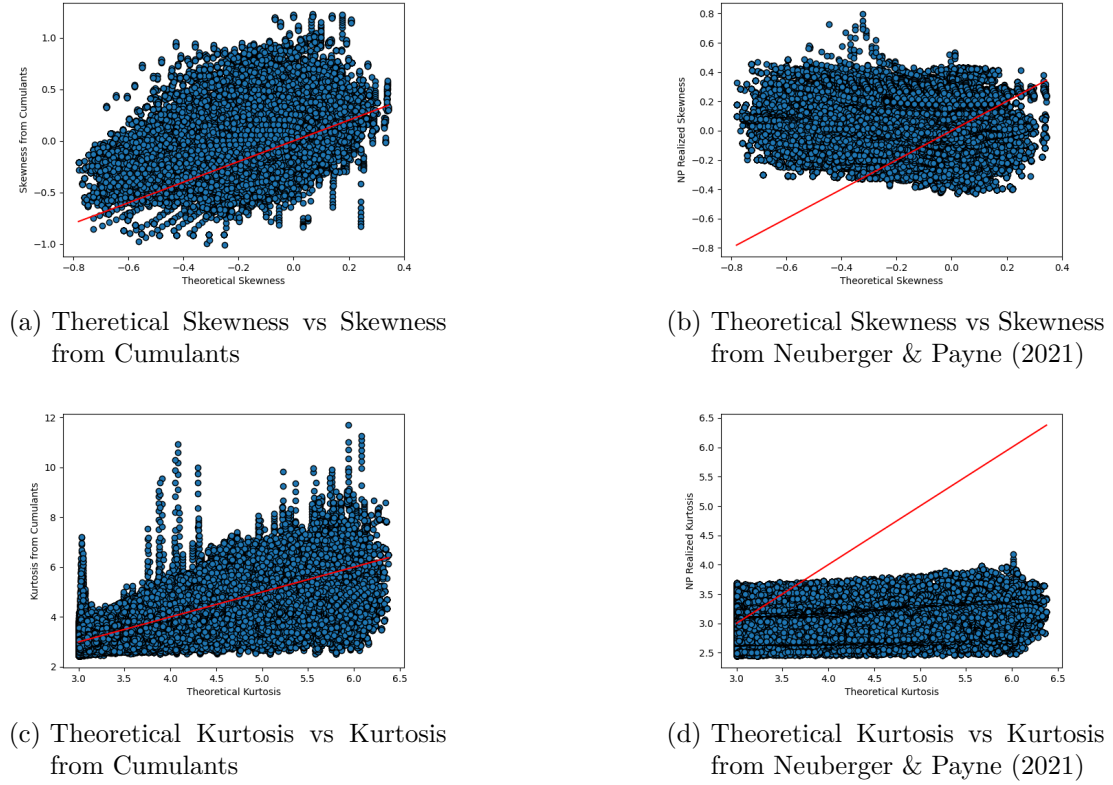 1.0
0.5
0.0
−0.5
−1.0
Skewness from Cumulants
−0.8 −0.6 −0.4 −0.2 0.0 0.2 0.4
Theoretical Skewness
(a) Theretical Skewness vs Skewness
from Cumulants
0.8
0.6
0.4
0.2
0.0
−0.2
−0.4
−0.6
−0.8
NP Realized Skewness
−0.8 −0.6 −0.4 −0.2 0.0 0.2 0.4
Theoretical Skewness
(b) Theoretical Skewness vs Skewness
from Neuberger & Payne (2021)
12
10
8
6
4
2
Kurtosis from Cumulants
3.0 3.5 4.0 4.5 5.0 5.5 6.0 6.5
Theoretical Kurtosis
(c) Theoretical Kurtosis vs Kurtosis
from Cumulants
6.5
6.0
5.5
5.0
4.5
4.0
3.5
3.0
2.5
NP Realized Kurtosis
3.0 3.5 4.0 4.5 5.0 5.5 6.0 6.5
Theoretical Kurtosis
(d) Theoretical Kurtosis vs Kurtosis
from Neuberger & Payne (2021)